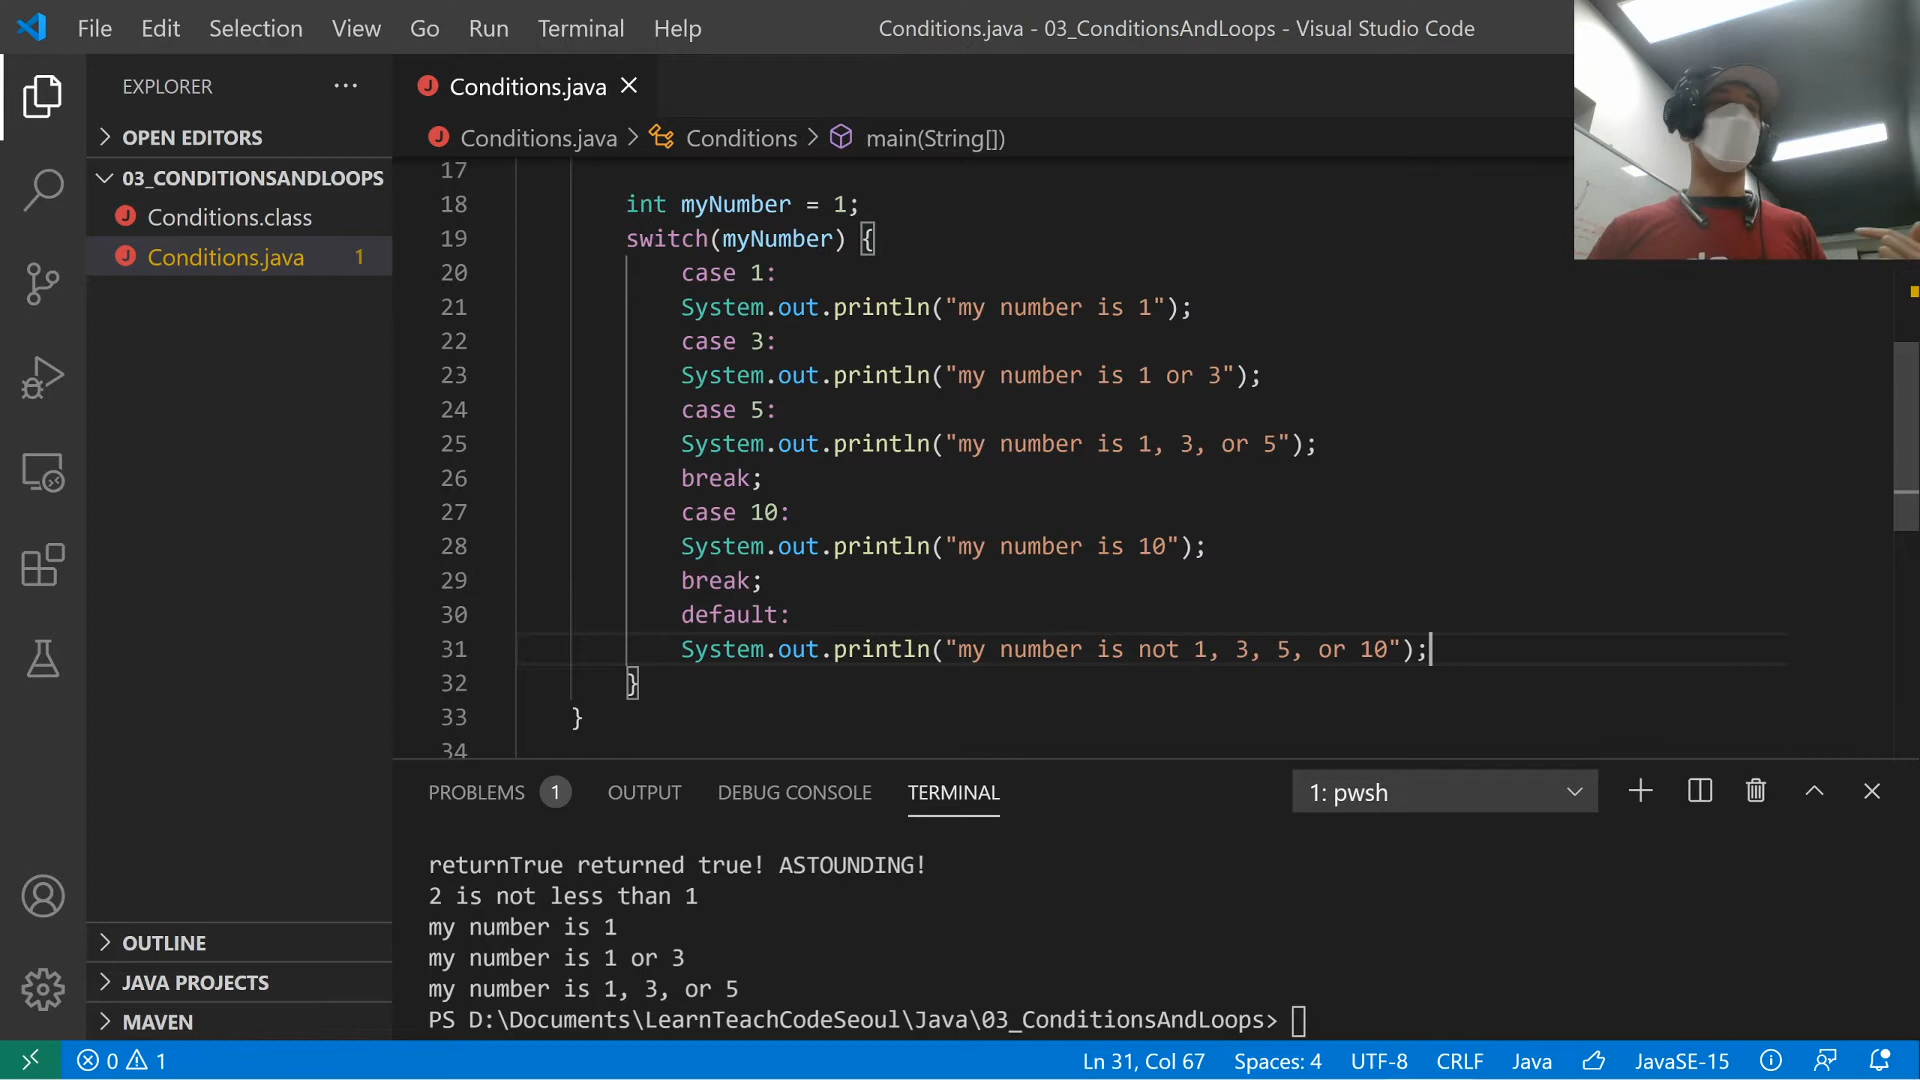 File Edit Selection View Go Run Terminal Help
Conditions.java - 03_ConditionsAndLoops - Visual Studio Code
EXPLORER
OPEN EDITORS
03_CONDITIONSANDLOOPS
Conditions.class
Conditions.java 1
OUTLINE
JAVA PROJECTS
MAVEN
Conditions.java
Conditions.java > Conditions > main(String[])
17
18 int myNumber = 1;
19 switch(myNumber) {
20 case 1:
21 System.out.println("my number is 1");
22 case 3:
23 System.out.println("my number is 1 or 3");
24 case 5:
25 System.out.println("my number is 1, 3, or 5");
26 break;
27 case 10:
28 System.out.println("my number is 10");
29 break;
30 default:
31 System.out.println("my number is not 1, 3, 5, or 10");
32 }
33 }
34
PROBLEMS 1 OUTPUT DEBUG CONSOLE TERMINAL 1: pwsh
returnTrue returned true! ASTOUNDING!
2 is not less than 1
my number is 1
my number is 1 or 3
my number is 1, 3, or 5
PS D:\Documents\LearnTeachCodeSeoul\Java\03_ConditionsAndLoops>
0 1 Ln 31, Col 67 Spaces: 4 UTF-8 CRLF Java JavaSE-15